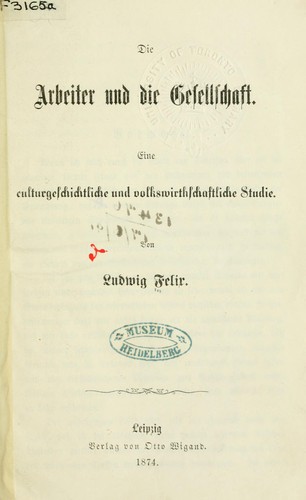 F3165a
Die
Arbeiter und die Gesellschaft.
Eine
culturgeschichtliche und volkswirthschaftliche Studie.
Von
Ludwig Felix.
MUSEUM
HEIDELBERG
Leipzig
Verlag von Otto Wigand.
1874.